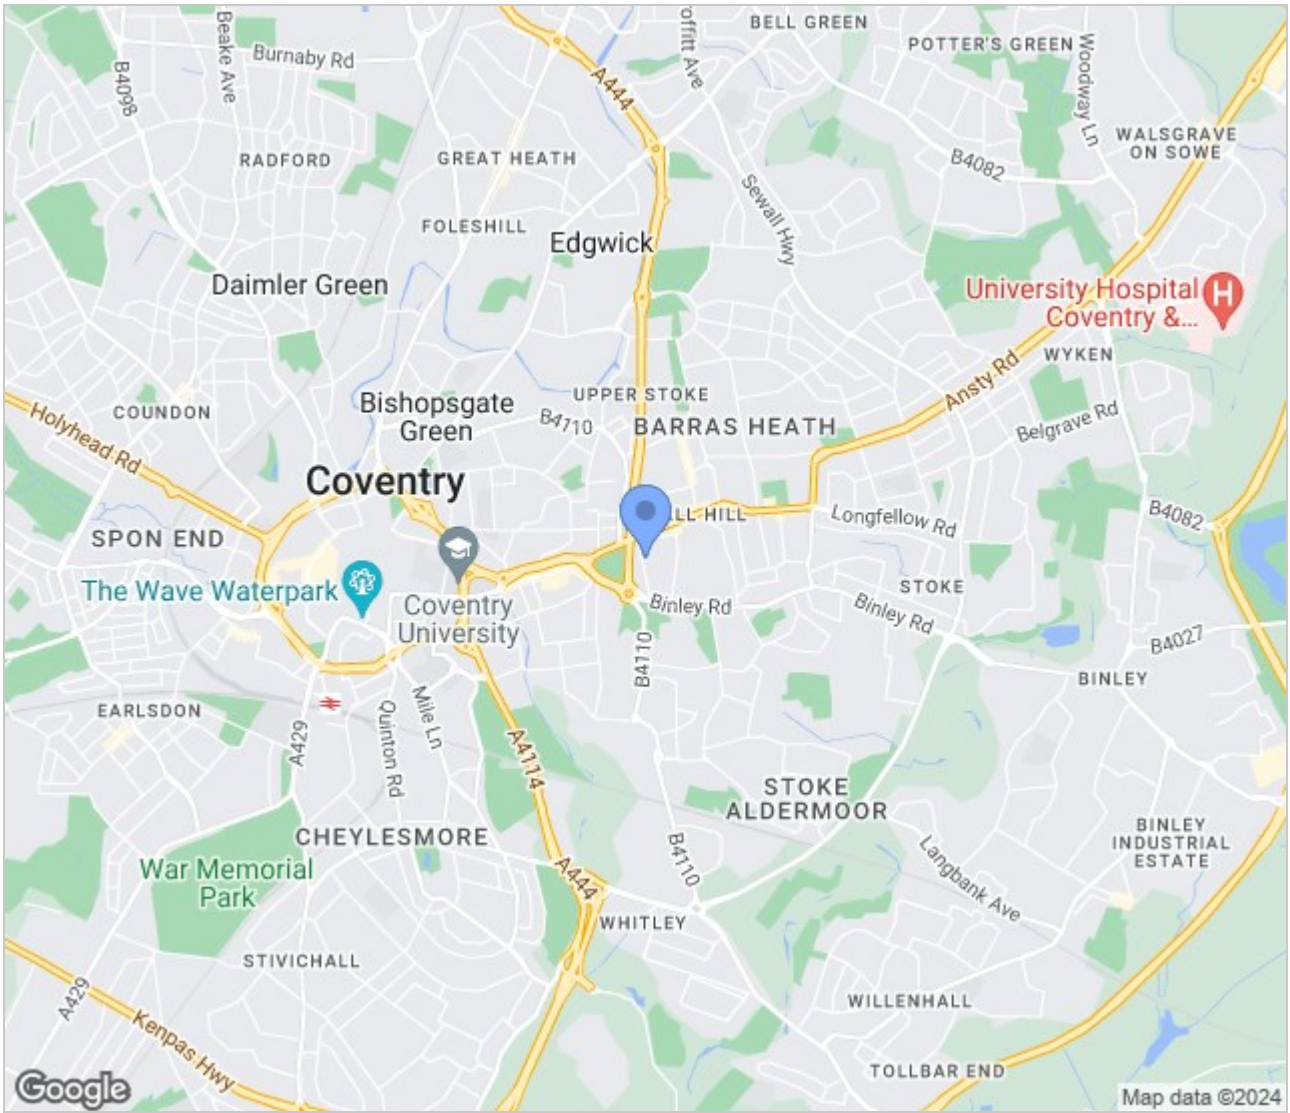 BELL GREEN
POTTER'S GREEN
Beake Ave
Burnaby Rd
B4098
A444
Woodway Ln
WALSGRAVE
ON SOWE
RADFORD
GREAT HEATH
B4082
Sewall Hwy
FOLESHILL
Edgwick
Daimler Green
University Hospital
Coventry &...
H
WYKEN
Ansty Rd
UPPER STOKE
COUNDON
Bishopsgate
Green
B4710
BARRAS HEATH
Belgrave Rd
Holyhead Rd
Coventry
LL HILL
Longfellow Rd
B4082
SPON END
The Wave Waterpark
STOKE
Coventry
University
Binley Rd
Binley Rd
B4027
B4110
BINLEY
EARLSDON
Mile Ln
Quinton Rd
A429
A4114
STOKE
ALDERMOOR
CHEYLESMORE
BINLEY
INDUSTRIAL
ESTATE
War Memorial
Park
B4110
Langbank Ave
A444
WHITLEY
STIVICHALL
A429
WILLENHALL
Kenpas Hwy
TOLLBAR END
Google
Map data ©2024